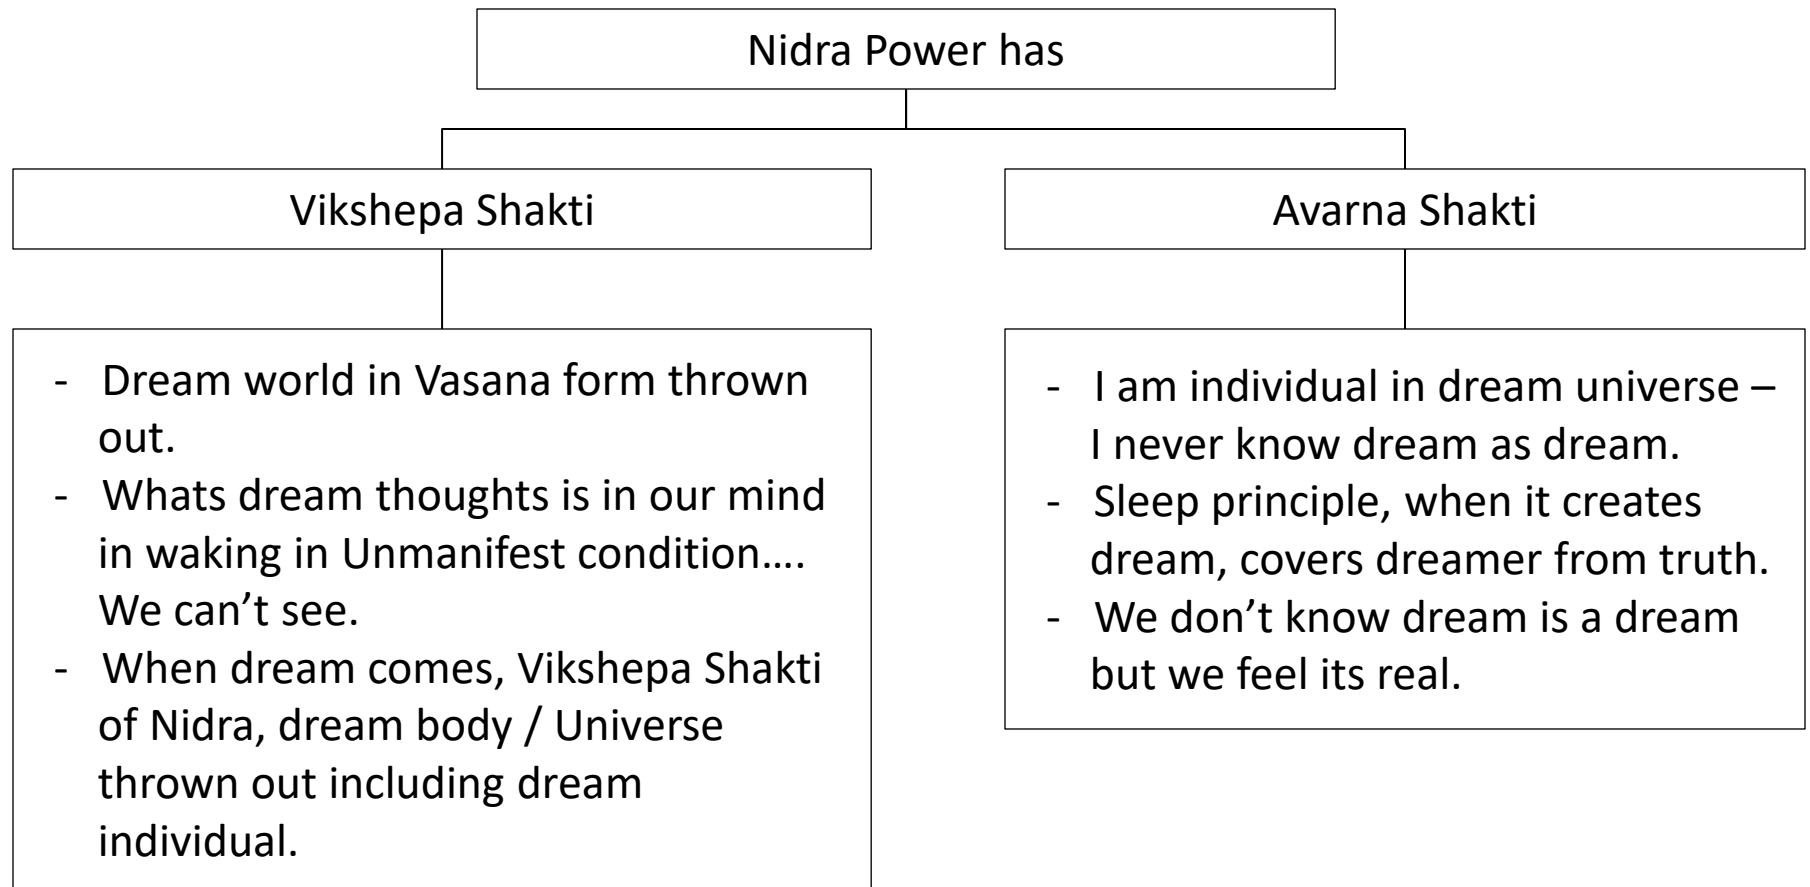 Nidra Power has
Vikshepa Shakti
Avarna Shakti
- Dream world in Vasana form thrown
out.
- Whats dream thoughts is in our mind
in waking in Unmanifest condition….
We can’t see.
- When dream comes, Vikshepa Shakti
of Nidra, dream body / Universe
thrown out including dream
individual.
- I am individual in dream universe –
I never know dream as dream.
- Sleep principle, when it creates
dream, covers dreamer from truth.
- We don’t know dream is a dream
but we feel its real.